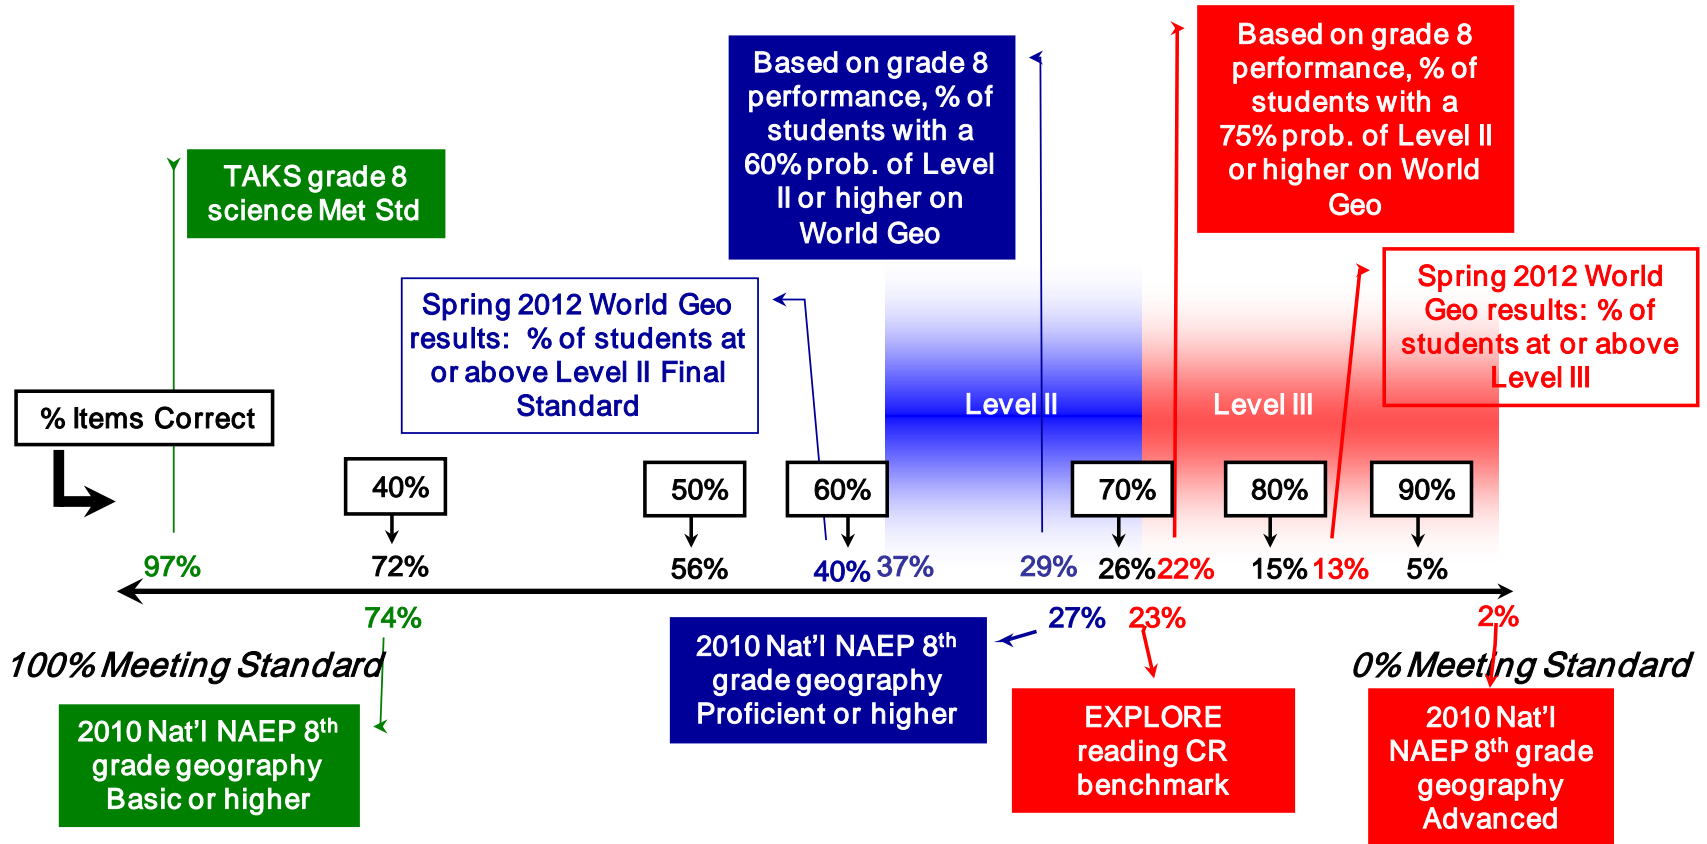 Based on grade 8
performance, % of
students with a
75% prob. of Level II
or higher on World
Geo
Based on grade 8
performance, % of
students with a
60% prob. of Level
II or higher on
World Geo
TAKS grade 8
science Met Std
Spring 2012 World Geo
results:  % of students at
or above Level II Final
Standard
Spring 2012 World
Geo results: % of
students at or above
Level III
Level II
Level III
% Items Correct
40%
50%
60%
70%
80%
90%
97%
72%
56%
40%
37%
29%
26%
22%
15%
13%
5%
74%
27%
23%
2%
100% Meeting Standard
0% Meeting Standard
2010 Nat'l NAEP 8th
grade geography
Basic or higher
2010 Nat'l NAEP 8th
grade geography
Proficient or higher
EXPLORE
reading CR
benchmark
2010 Nat'l
NAEP 8th grade
geography
Advanced